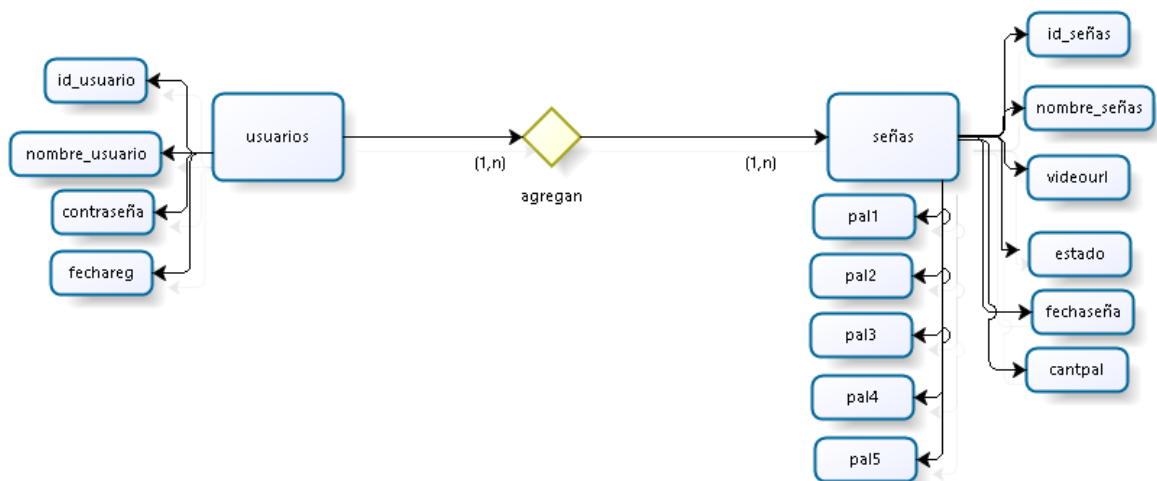 id_usuario
nombre_usuario
contraseña
fechareg
usuarios
(1,n)
agregan
(1,n)
señas
pal1
pal2
pal3
pal4
pal5
id_señas
nombre_señas
videourl
estado
fechaseña
cantpal